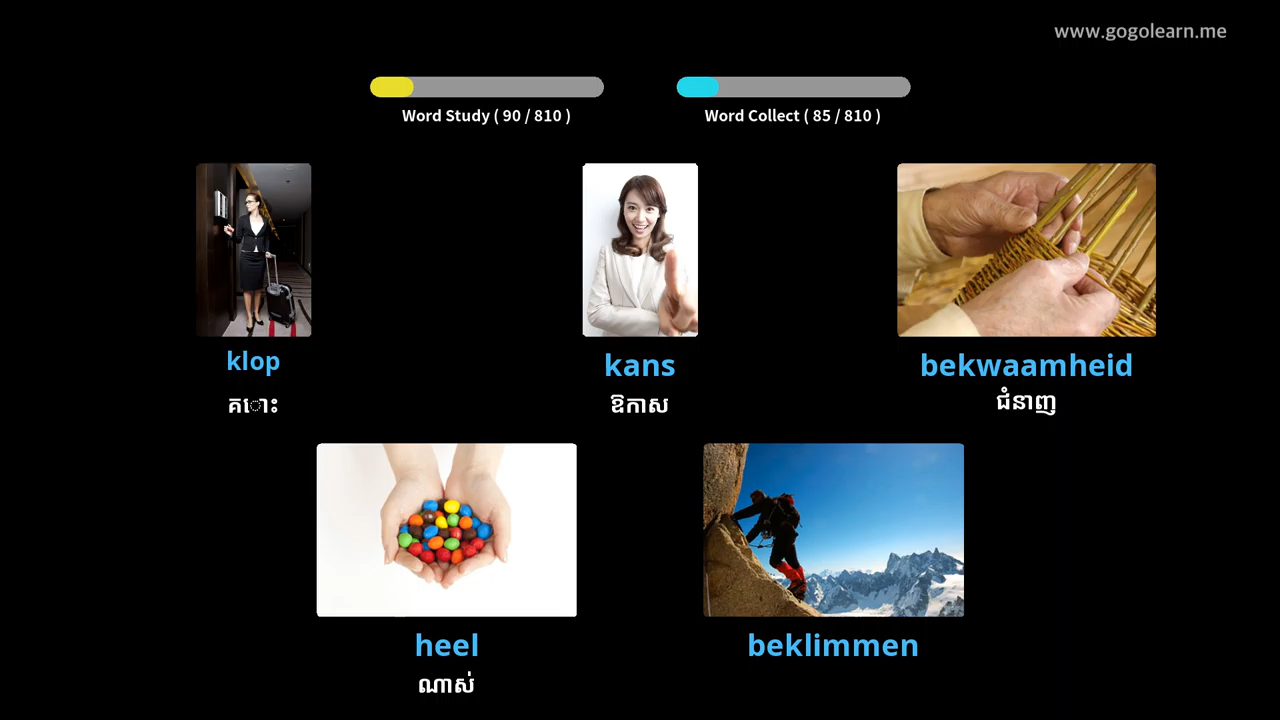 www.gogolearn.me
Word Study ( 90 / 810 )
Word Collect ( 85 / 810 )
klop
គោះ
kans
ឱកាស
bekwaamheid
ជំនាញ
heel
ណាស់
beklimmen